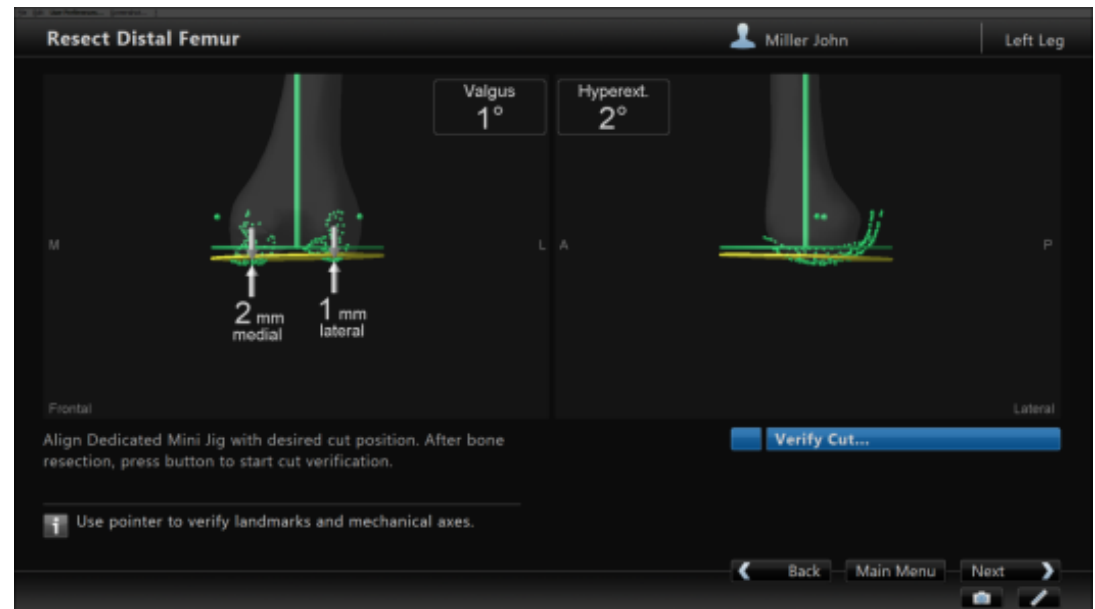 Resect Distal Femur
Miller John
Left Leg
Valgus
1°
Hyperext.
2°
M
L
A
P
2 mm
medial
1 mm
lateral
Frontal
Lateral
Align Dedicated Mini Jig with desired cut position. After bone
resection, press button to start cut verification.
Verify Cut...
i Use pointer to verify landmarks and mechanical axes.
Back
Main Menu
Next